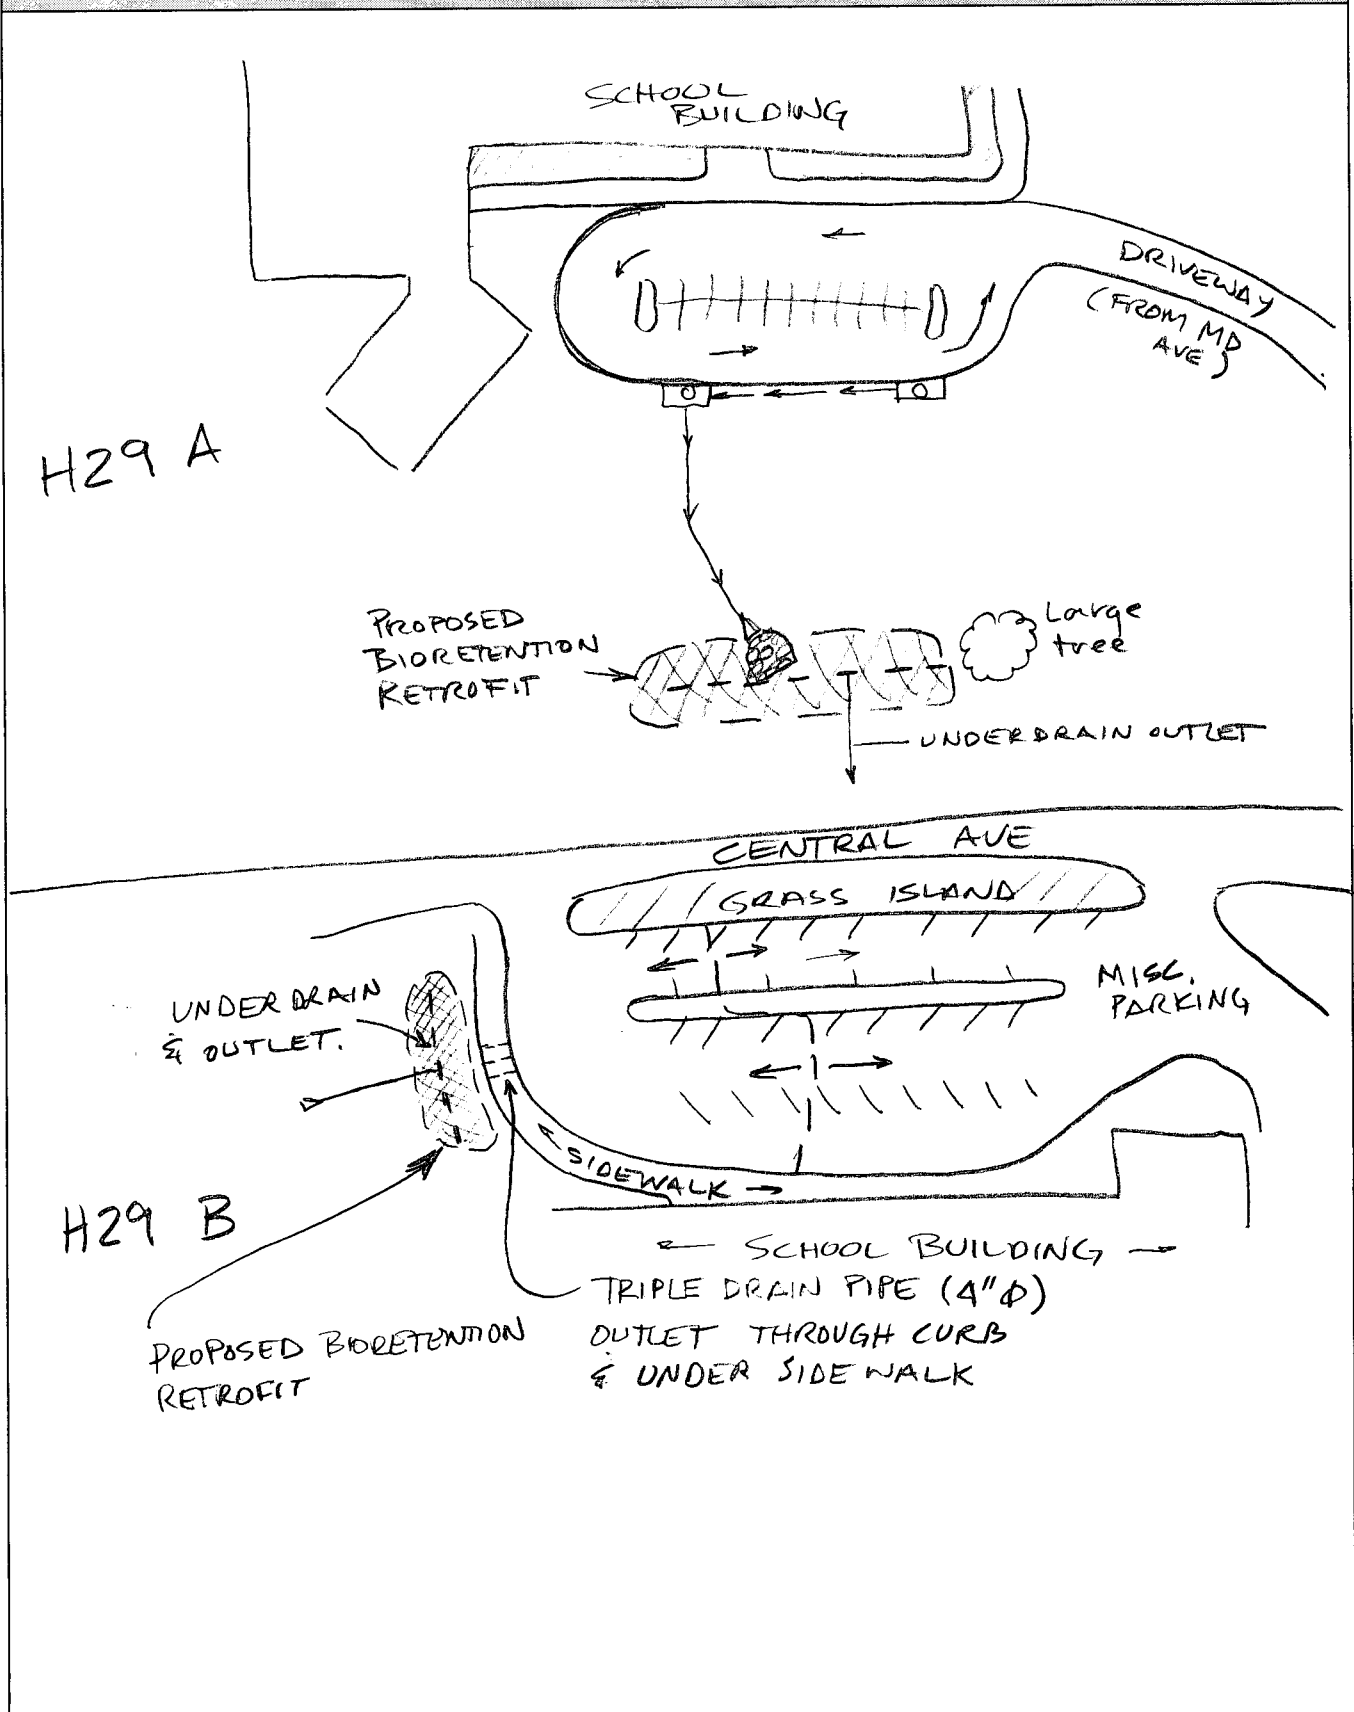 SCHOOL
BUILDING
DRIVEWAY
(FROM MD
AVE)
H29 A
PROPOSED
BIORETENTION
RETROFIT
Large
tree
UNDERDRAIN OUTLET
CENTRAL AVE
GRASS ISLAND
MISC.
PARKING
UNDERDRAIN
& OUTLET.
SIDEWALK
H29 B
SCHOOL BUILDING
TRIPLE DRAIN PIPE (4"Φ)
OUTLET THROUGH CURB
& UNDER SIDEWALK
PROPOSED BIORETENTION
RETROFIT